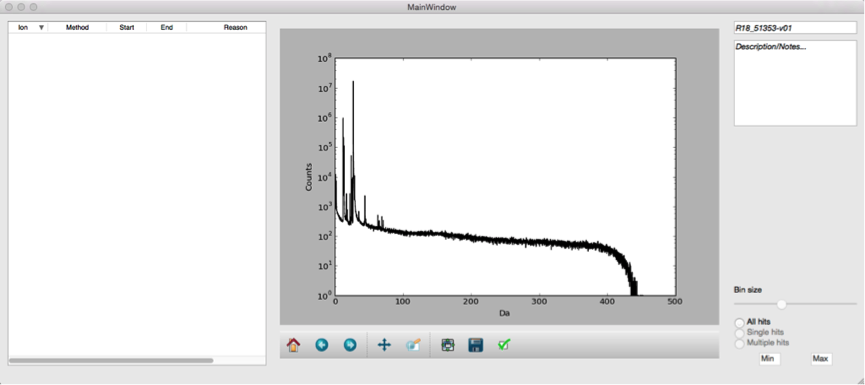 MainWindow
Ion Method Start End Reason
R18_51353-v01
Description/Notes...
10^8
10^7
10^6
10^5
10^4
10^3
10^2
10^1
10^0
Counts
0 100 200 300 400 500
Da
Bin size
All hits
Single hits
Multiple hits
Min Max